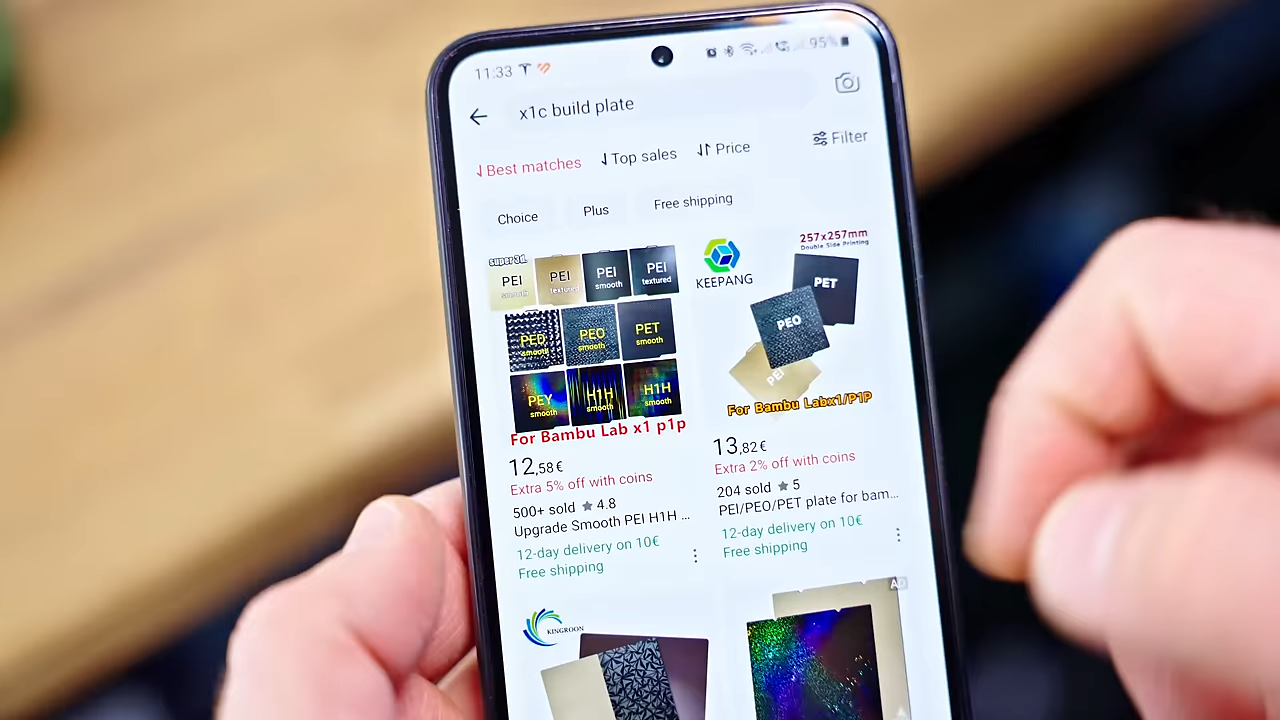 11:33
95%
x1c build plate
Best matches
Top sales
Price
Filter
Choice
Plus
Free shipping
super3d.
PEI
smooth
PEI
textured
PEI
smooth
PEI
textured
PEO
smooth
PEO
smooth
PET
smooth
PEY
smooth
H1H
smooth
H1H
smooth
For Bambu Lab x1 p1p
12,58€
Extra 5% off with coins
500+ sold ★ 4.8
Upgrade Smooth PEI H1H ...
12-day delivery on 10€
Free shipping
KEEPANG
257x257mm
Double Side Printing
PET
PEO
PEI
For Bambu Labx1/P1P
13,82€
Extra 2% off with coins
204 sold ★ 5
PEI/PEO/PET plate for bam...
12-day delivery on 10€
Free shipping
KINGROON
AD